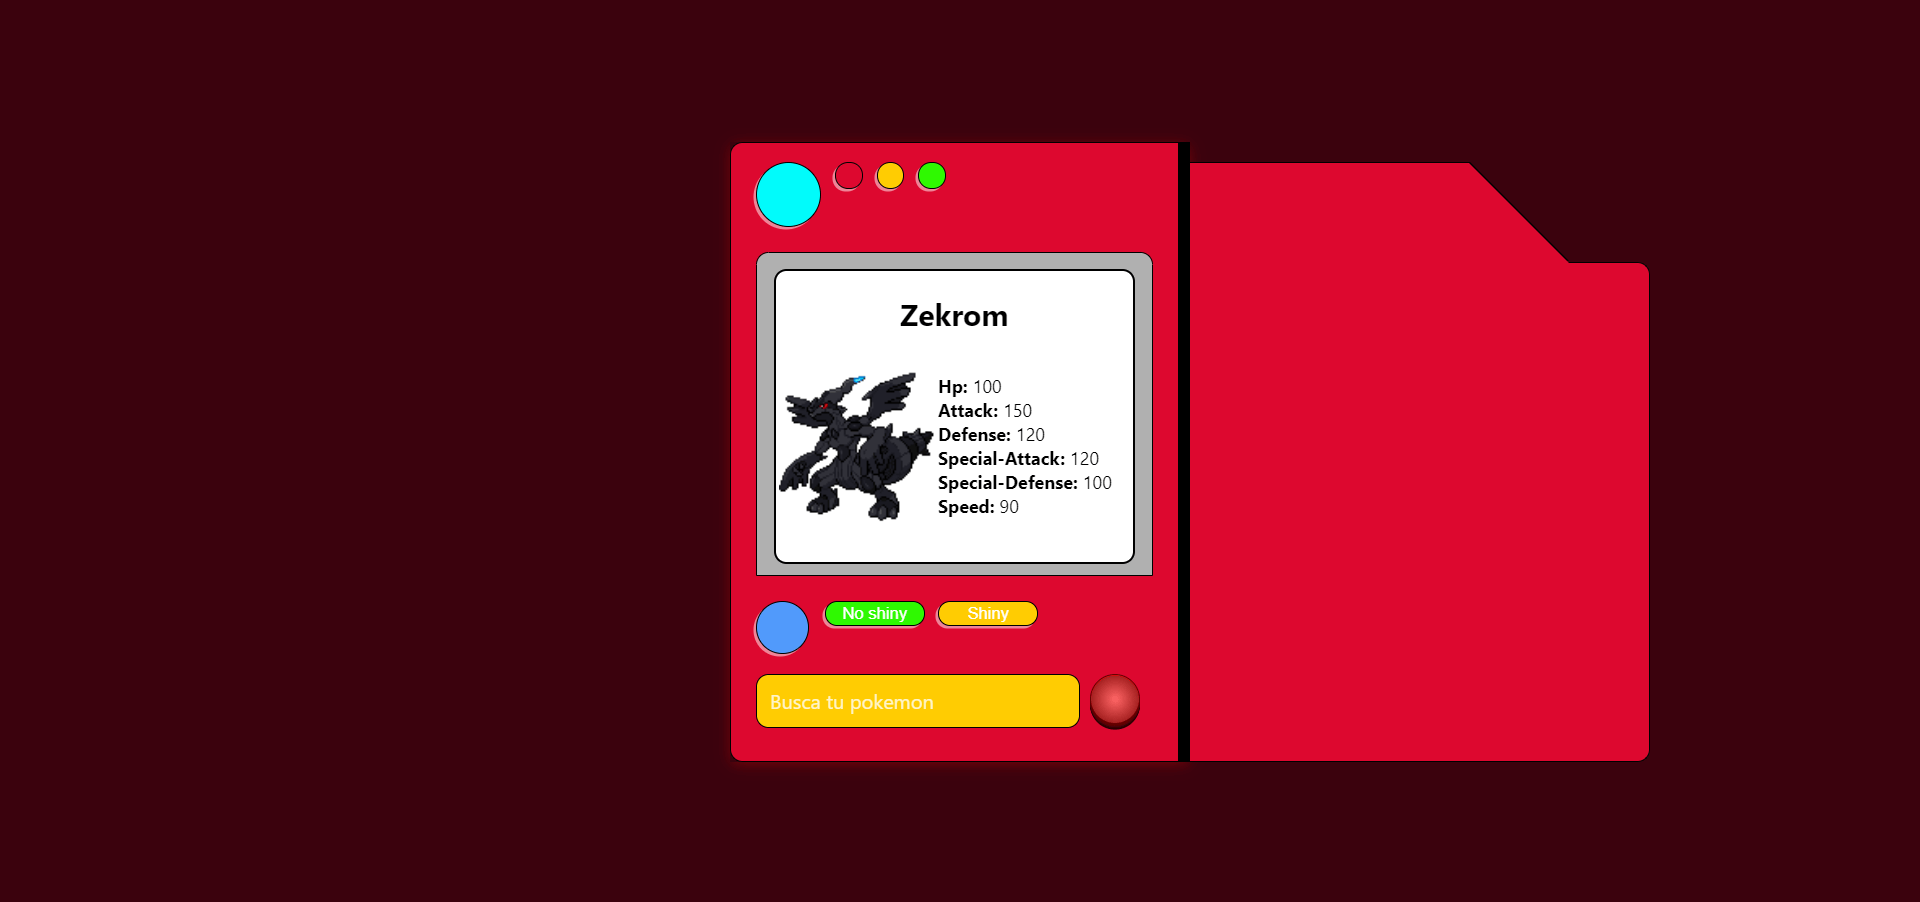 Zekrom
Hp: 100
Attack: 150
Defense: 120
Special-Attack: 120
Special-Defense: 100
Speed: 90
No shiny
Shiny
Busca tu pokemon